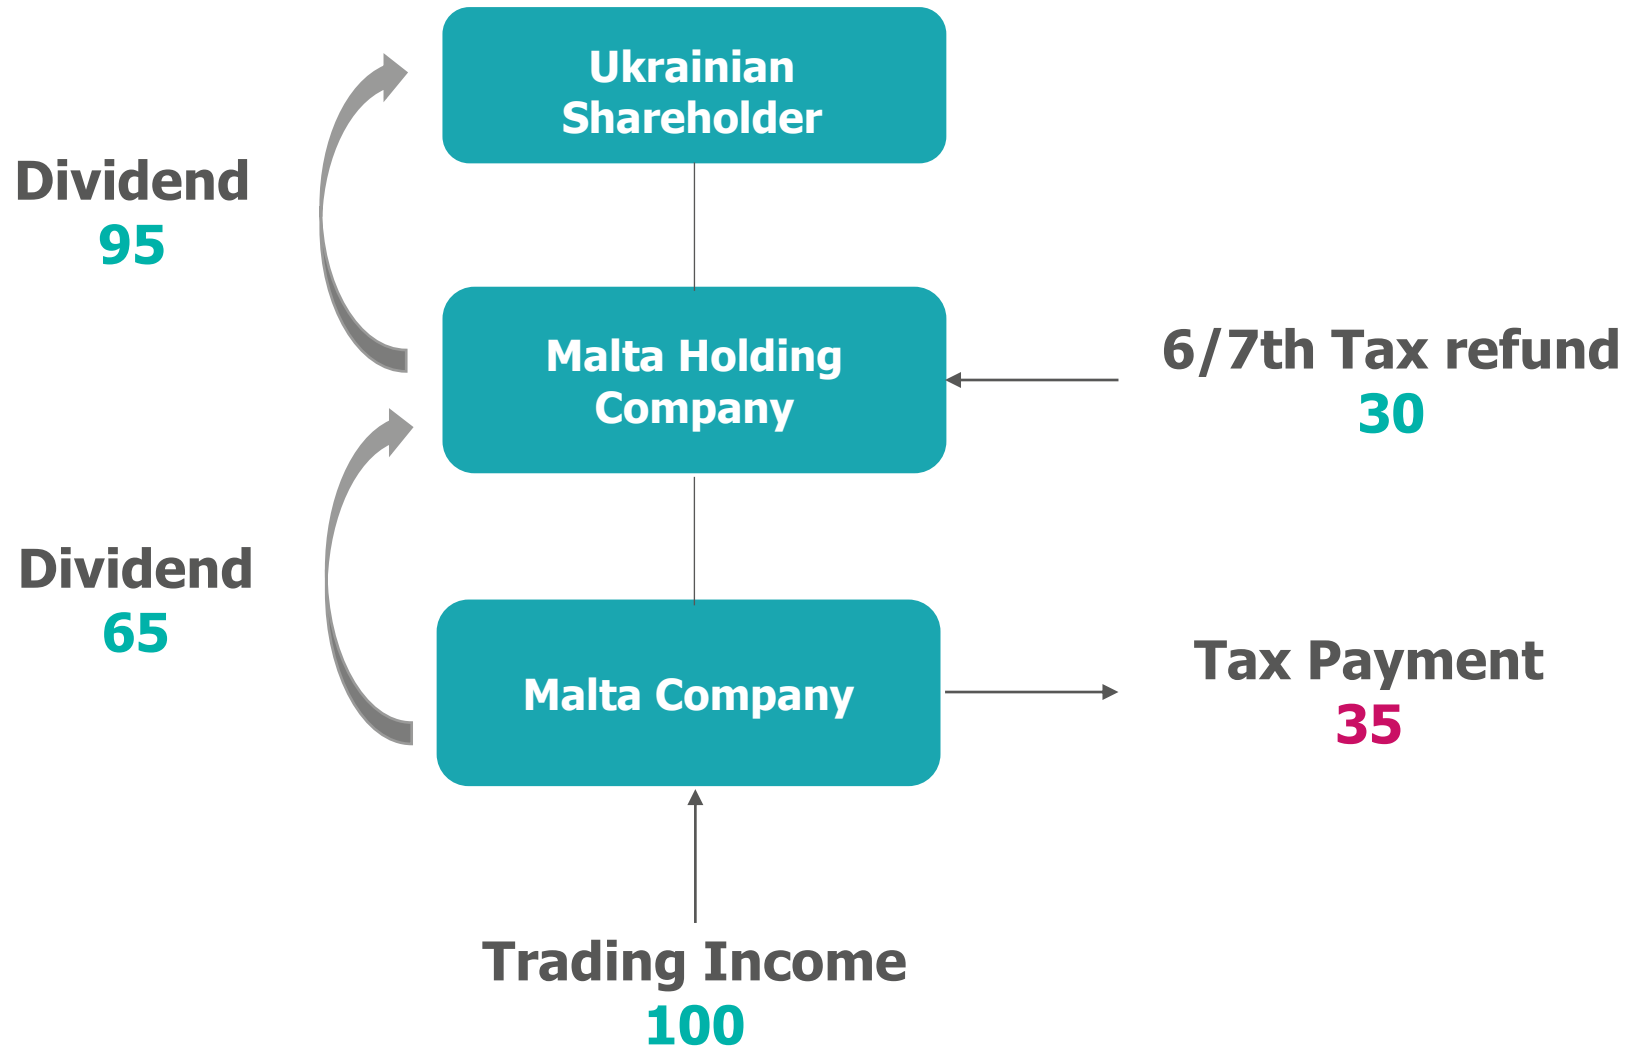 Ukrainian
Shareholder
Dividend
95
Malta Holding
Company
6/7th Tax refund
30
Dividend
65
Malta Company
Tax Payment
35
Trading Income
100